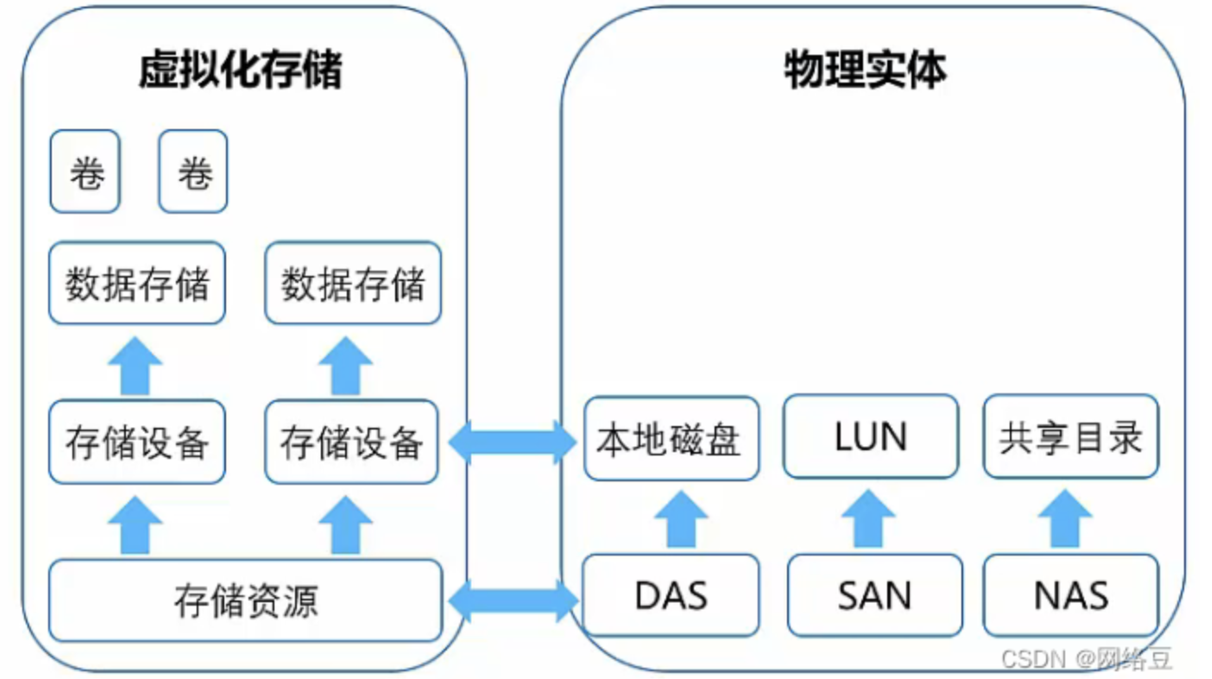 虚拟化存储
物理实体
卷
卷
数据存储
数据存储
存储设备
存储设备
本地磁盘
LUN
共享目录
存储资源
DAS
SAN
NAS
CSDN @网络豆